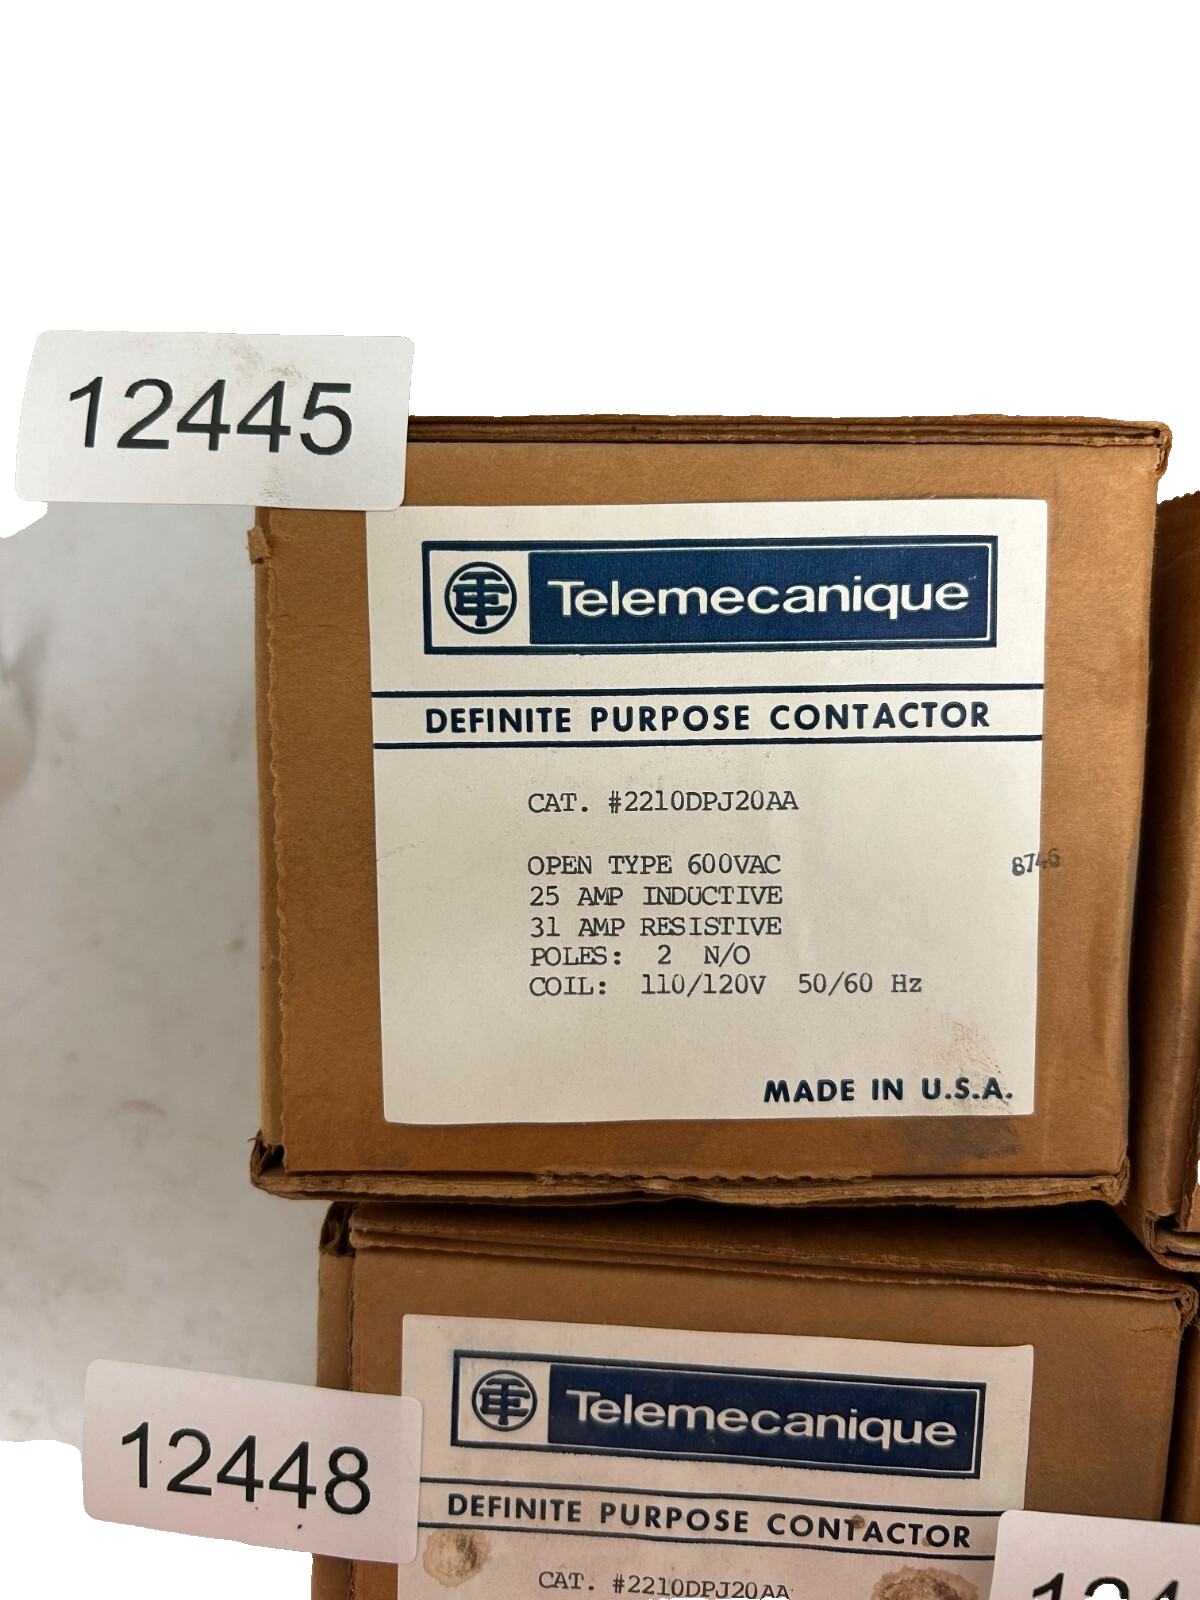 12445
Telemecanique
DEFINITE PURPOSE CONTACTOR
CAT. #2210DPJ20AA
OPEN TYPE 600VAC
8746
25 AMP INDUCTIVE
31 AMP RESISTIVE
POLES: 2 N/O
COIL: 110/120V 50/60 Hz
MADE IN U.S.A.
12448
Telemecanique
DEFINITE PURPOSE CONTACTOR
CAT. #2210DPJ20AA